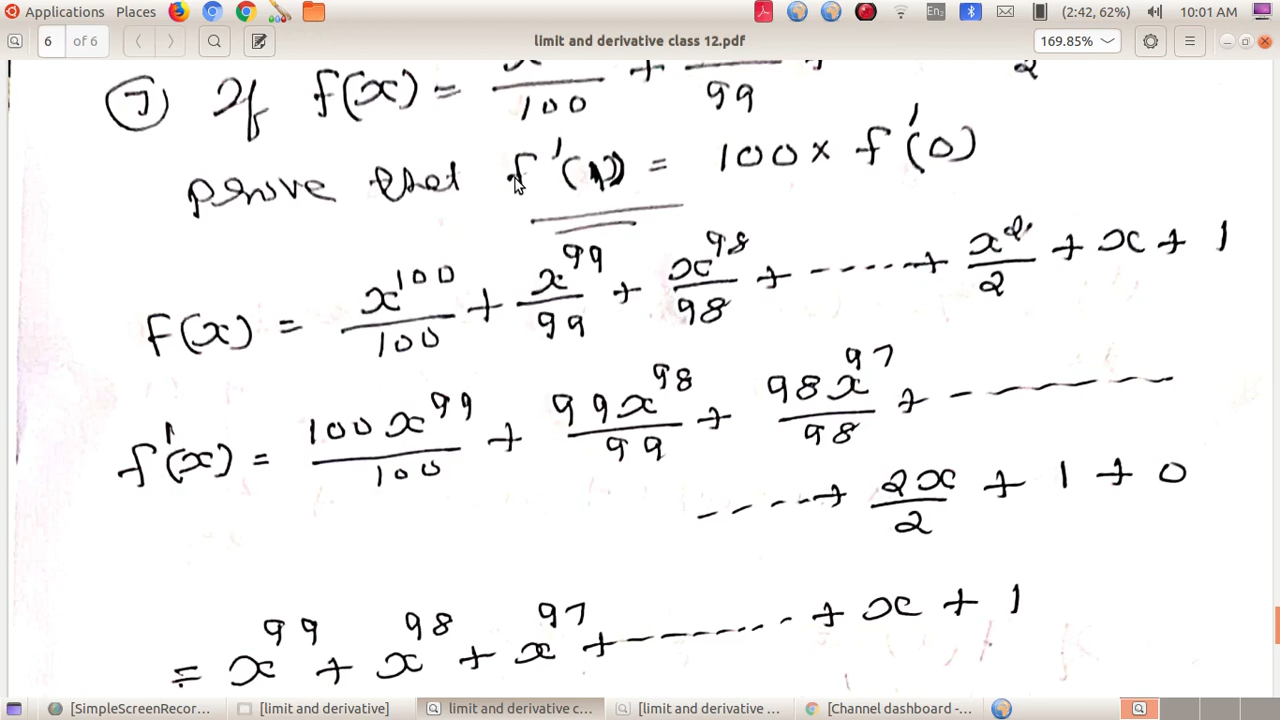 Applications Places En₂ (2:42, 62%) 10:01 AM
6 of 6 limit and derivative class 12.pdf 169.85%
⑦ If f(x) = /100 + /99 + 2
Prove that f'(1) = 100 × f'(0)
f(x) = x^100/100 + x^99/99 + x^98/98 + ------ + x^2/2 + x + 1
f'(x) = 100x^99/100 + 99x^98/99 + 98x^97/98 + --------
----- + 2x/2 + 1 + 0
= x^99 + x^98 + x^97 + -------- + x + 1
[SimpleScreenRecor... [limit and derivative] limit and derivative c... [limit and derivative ... [Channel dashboard -...